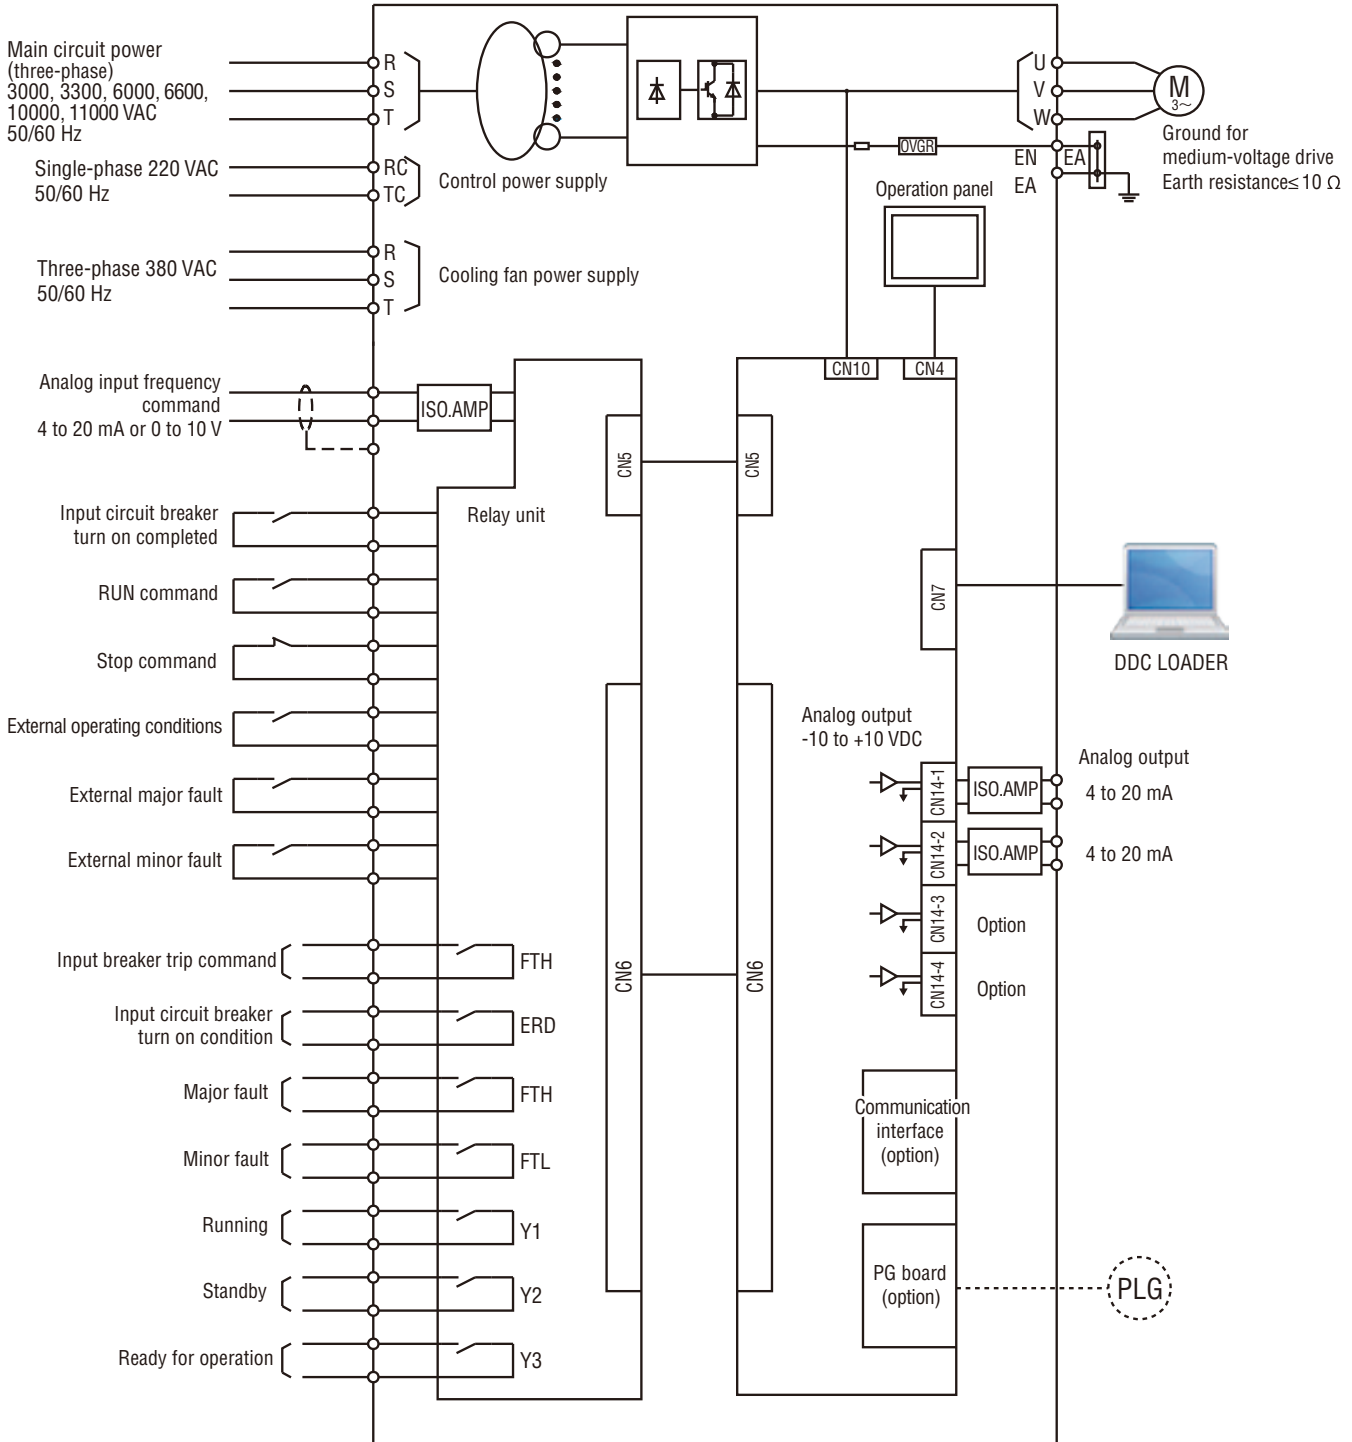 Main circuit power
(three-phase)
3000, 3300, 6000, 6600,
10000, 11000 VAC
50/60 Hz
R
S
T
U
V
W
M
3~
Ground for
medium-voltage drive
Earth resistance≤10 Ω
OVGR
EN
EA
EA
Single-phase 220 VAC
50/60 Hz
RC
TC
Control power supply
Operation panel
Three-phase 380 VAC
50/60 Hz
R
S
T
Cooling fan power supply
CN10
CN4
Analog input frequency
command
4 to 20 mA or 0 to 10 V
ISO.AMP
CN5
CN5
Relay unit
Input circuit breaker
turn on completed
RUN command
Stop command
External operating conditions
External major fault
External minor fault
CN7
DDC LOADER
Analog output
-10 to +10 VDC
CN14-1
ISO.AMP
Analog output
4 to 20 mA
CN14-2
ISO.AMP
4 to 20 mA
CN14-3
Option
CN14-4
Option
CN6
CN6
Input breaker trip command
FTH
Input circuit breaker
turn on condition
ERD
Major fault
FTH
Minor fault
FTL
Running
Y1
Standby
Y2
Ready for operation
Y3
Communication
interface
(option)
PG board
(option)
PLG